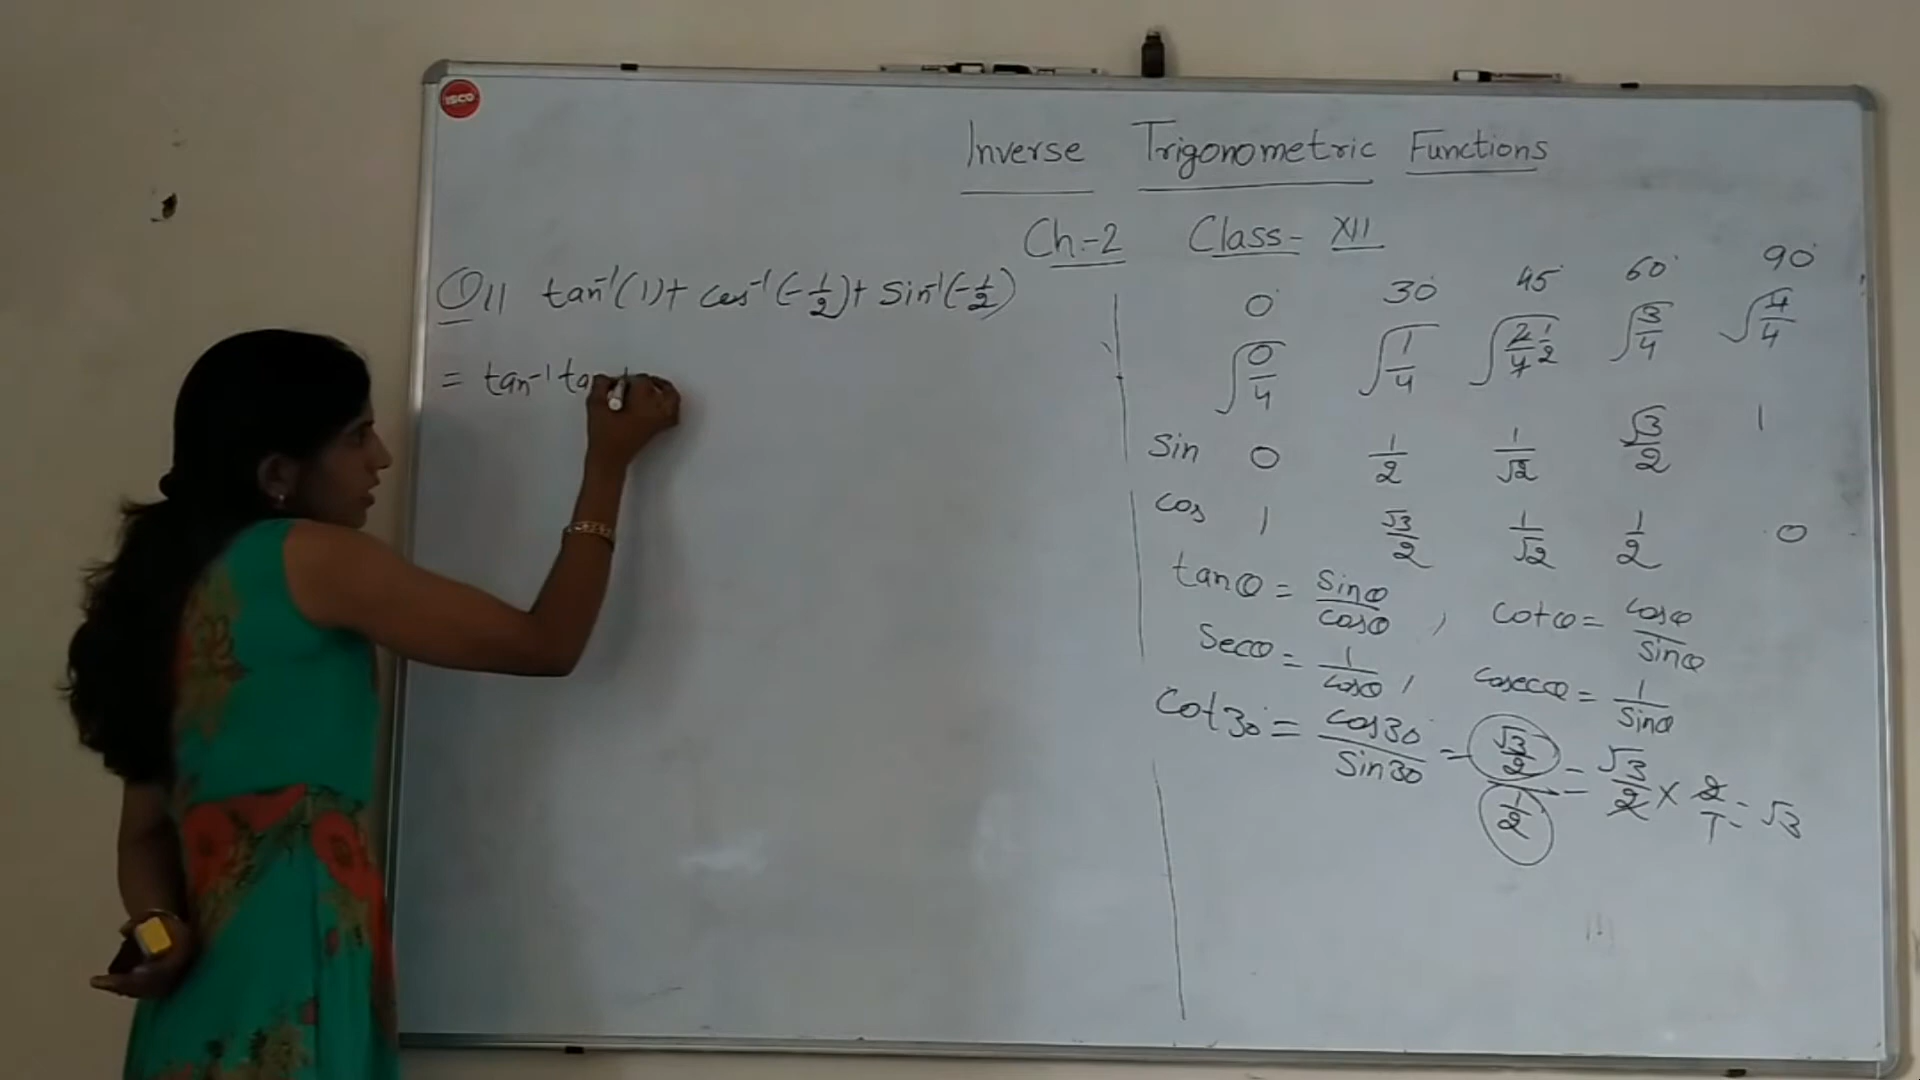 ISCO
Inverse Trigonometric Functions
Ch-2 Class- XII
Q11 tan⁻¹(1)+ cos⁻¹(-1/2)+ sin⁻¹(-1/2)
= tan⁻¹ tan
0° 30° 45° 60° 90°
√0/4 √1/4 √2/4 1/2 √3/4 √4/4
sin 0 1/2 1/√2 √3/2 1
cos 1 √3/2 1/√2 1/2 0
tanθ = sinθ/cosθ , cotθ = cosθ/sinθ
secθ = 1/cosθ , cosecθ = 1/sinθ
cot30° = cos30/sin30 = √3/2 / 1/2 = √3/2 × 2/1 = √3